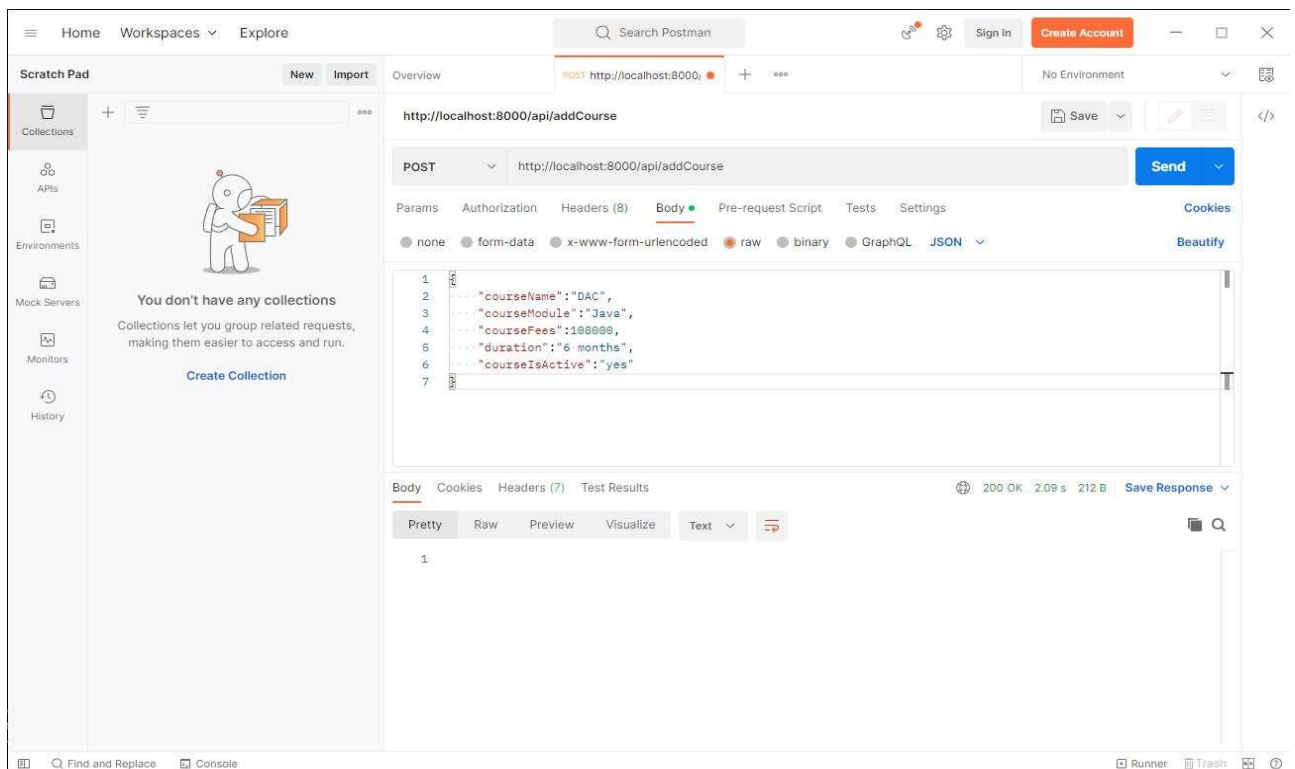 Home Workspaces Explore Search Postman Sign In Create Account
Scratch Pad New Import Overview POST http://localhost:8000/ No Environment
Collections
http://localhost:8000/api/addCourse Save
APIs
POST http://localhost:8000/api/addCourse Send
Environments
Params Authorization Headers (8) Body Pre-request Script Tests Settings Cookies
none form-data x-www-form-urlencoded raw binary GraphQL JSON Beautify
Mock Servers
Monitors
History
You don't have any collections
Collections let you group related requests,
making them easier to access and run.
Create Collection
1 {
2 "courseName":"DAC",
3 "courseModule":"Java",
4 "courseFees":108000,
5 "duration":"6 months",
6 "courseIsActive":"yes"
7 }
Body Cookies Headers (7) Test Results 200 OK 2.09 s 212 B Save Response
Pretty Raw Preview Visualize Text
1
Find and Replace Console Runner Trash